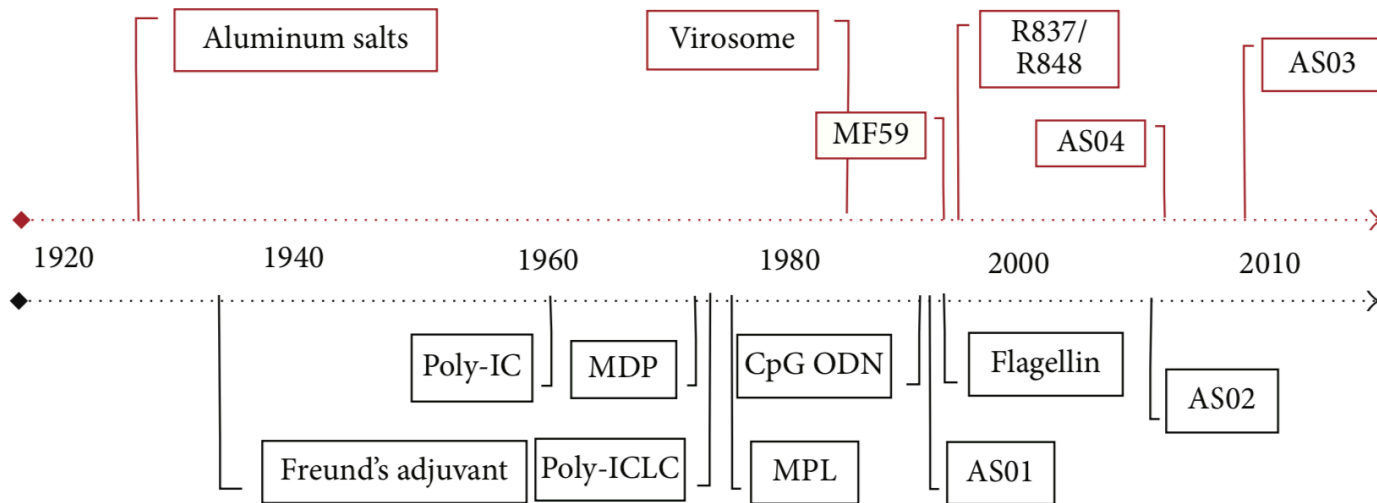 Aluminum salts
Virosome
R837/
R848
AS03
MF59
AS04
1920
1940
1960
1980
2000
2010
Poly-IC
MDP
CpG ODN
Flagellin
AS02
Freund's adjuvant
Poly-ICLC
MPL
AS01